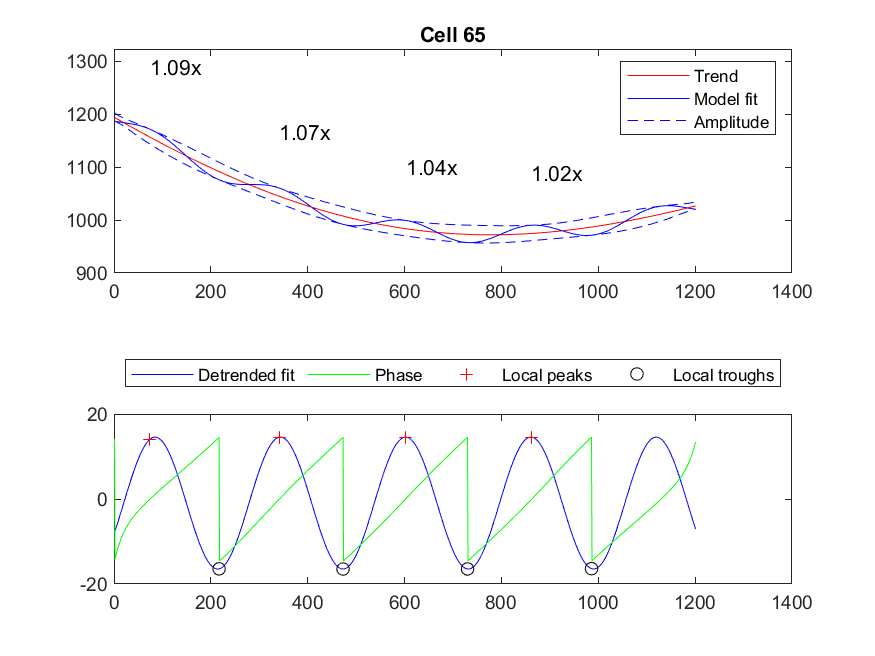 Cell 65
1300
1200
1100
1000
900
1.09x
1.07x
1.04x
1.02x
Trend
Model fit
Amplitude
0 200 400 600 800 1000 1200 1400
Detrended fit Phase Local peaks Local troughs
20
0
-20
0 200 400 600 800 1000 1200 1400